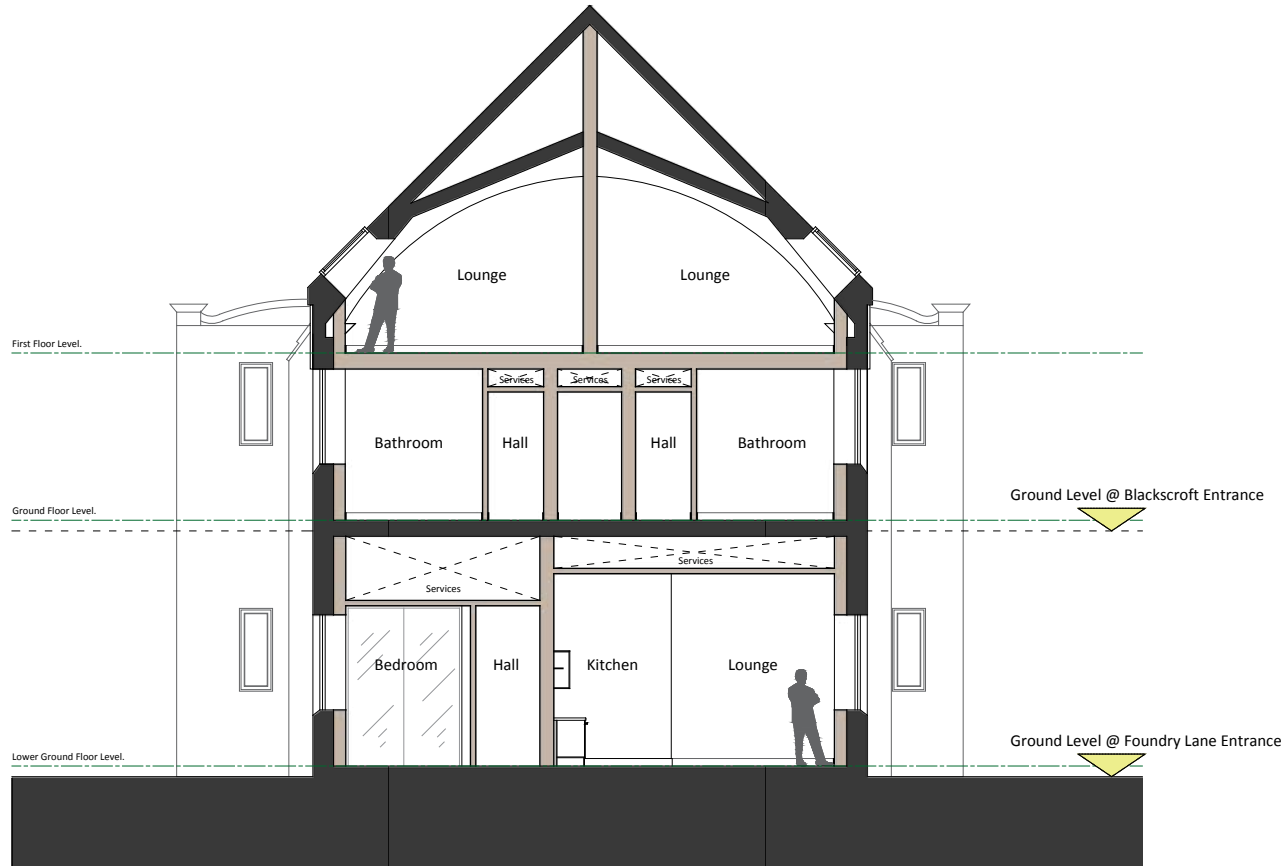 Lounge
Lounge
First Floor Level.
Services
Services
Services
Bathroom
Hall
Hall
Bathroom
Ground Level @ Blackscroft Entrance
Ground Floor Level.
Services
Services
Bedroom
Hall
Kitchen
Lounge
Ground Level @ Foundry Lane Entrance
Lower Ground Floor Level.